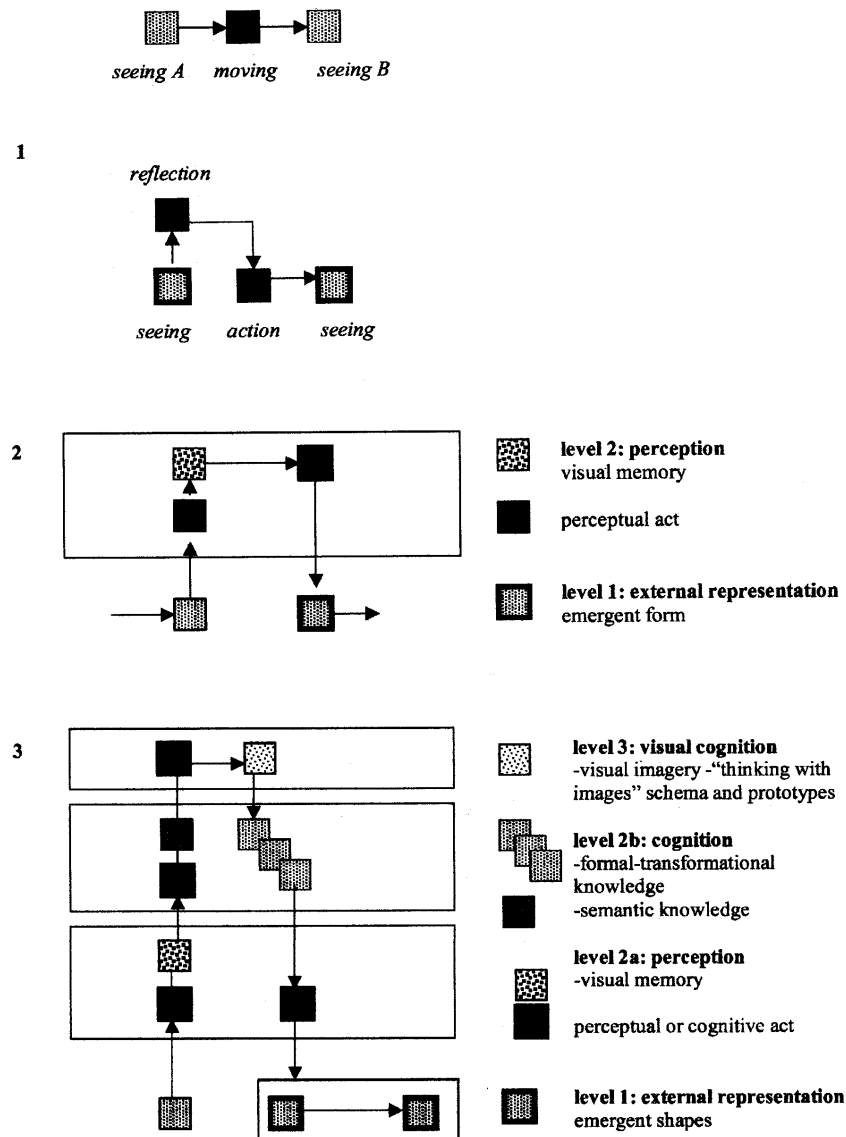 seeing A moving seeing B
1
reflection
seeing action seeing
2
level 2: perception
visual memory
perceptual act
level 1: external representation
emergent form
3
level 3: visual cognition
-visual imagery -“thinking with
images” schema and prototypes
level 2b: cognition
-formal-transformational
knowledge
-semantic knowledge
level 2a: perception
-visual memory
perceptual or cognitive act
level 1: external representation
emergent shapes